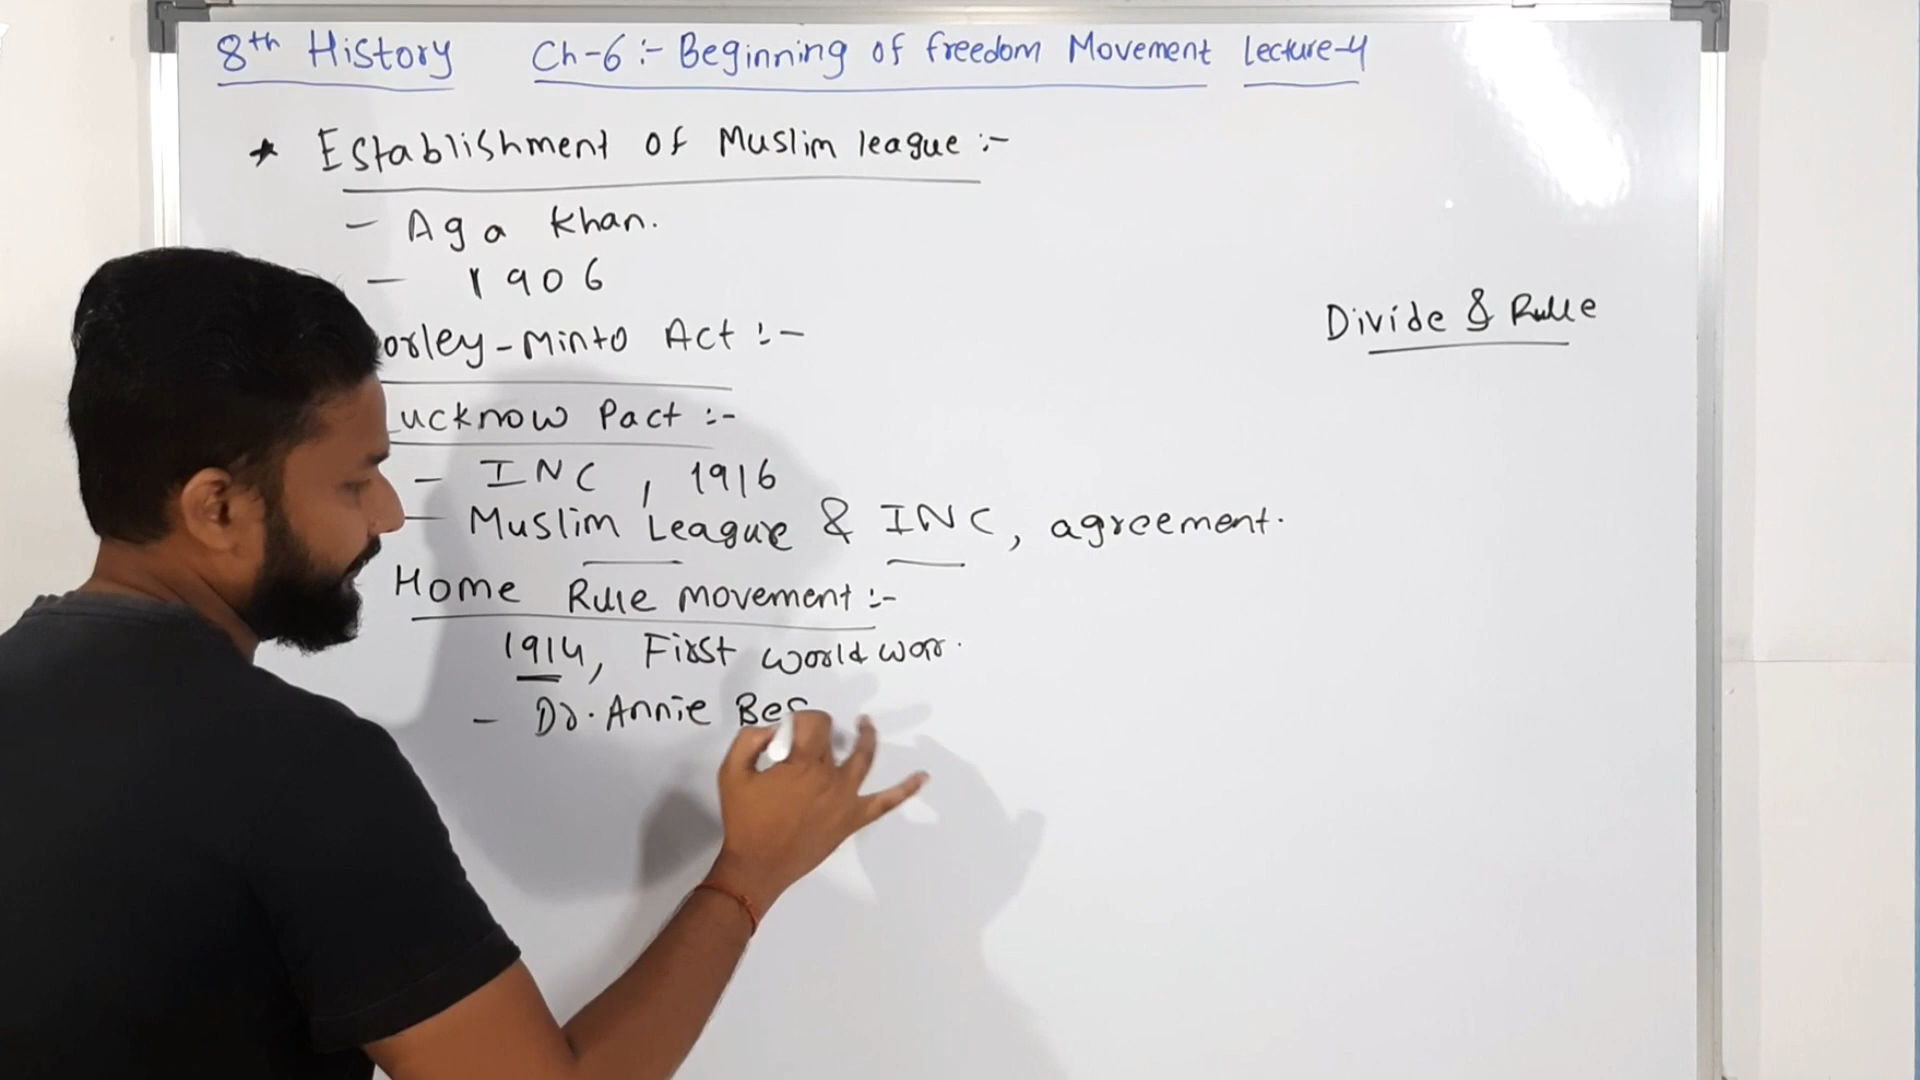 8th History Ch-6 :- Beginning of freedom Movement Lecture-4
* Establishment of Muslim league :-
- Aga Khan.
- 1906
orley-Minto Act :-
Divide & Rule
Lucknow Pact :-
- INC, 1916
- Muslim League & INC, agreement.
Home Rule movement :-
1914, First world war.
- Dr. Annie Bes